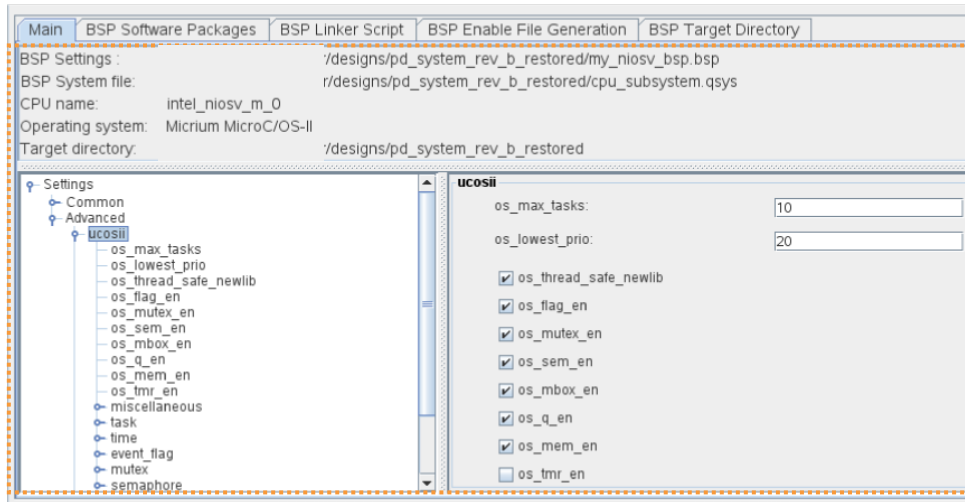 Main BSP Software Packages BSP Linker Script BSP Enable File Generation BSP Target Directory
BSP Settings : '/designs/pd_system_rev_b_restored/my_niosv_bsp.bsp
BSP System file: r/designs/pd_system_rev_b_restored/cpu_subsystem.qsys
CPU name: intel_niosv_m_0
Operating system: Micrium MicroC/OS-II
Target directory: '/designs/pd_system_rev_b_restored
Settings
Common
Advanced
ucosii
os_max_tasks
os_lowest_prio
os_thread_safe_newlib
os_flag_en
os_mutex_en
os_sem_en
os_mbox_en
os_q_en
os_mem_en
os_tmr_en
miscellaneous
task
time
event_flag
mutex
semaphore
ucosii
os_max_tasks: 10
os_lowest_prio: 20
os_thread_safe_newlib
os_flag_en
os_mutex_en
os_sem_en
os_mbox_en
os_q_en
os_mem_en
os_tmr_en